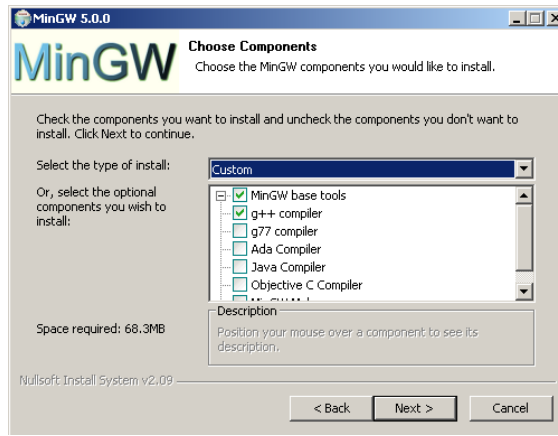 MinGW 5.0.0
MinGW
Choose Components
Choose the MinGW components you would like to install.
Check the components you want to install and uncheck the components you don't want to
install. Click Next to continue.
Select the type of install:
Custom
Or, select the optional
components you wish to
install:
MinGW base tools
g++ compiler
g77 compiler
Ada Compiler
Java Compiler
Objective C Compiler
Space required: 68.3MB
Description
Position your mouse over a component to see its
description.
Nullsoft Install System v2.09
< Back
Next >
Cancel